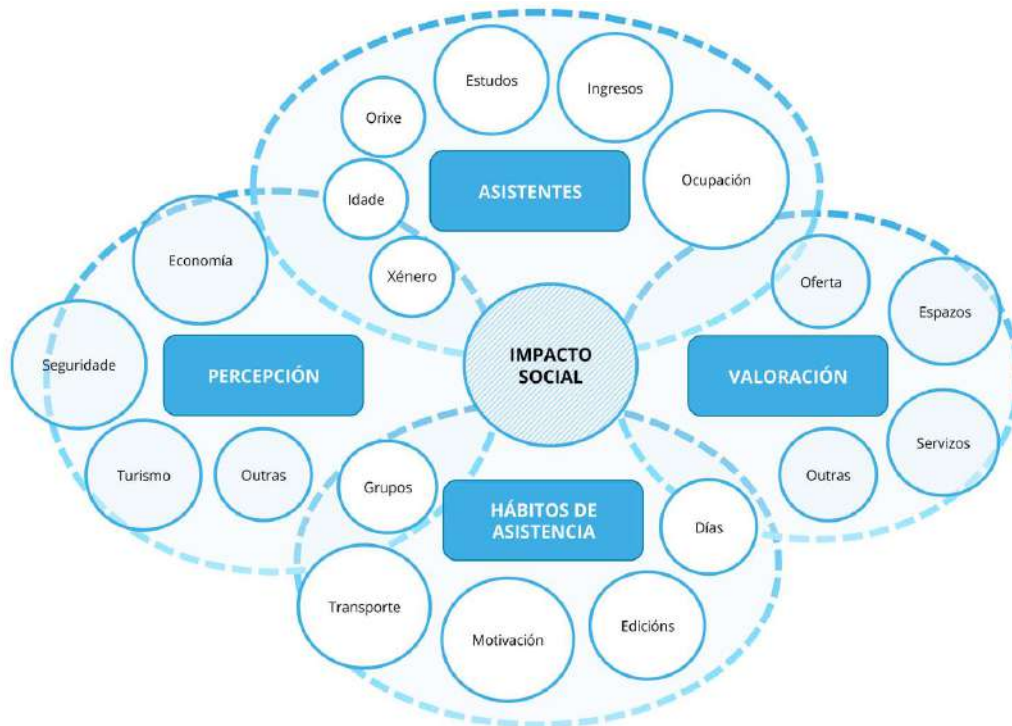 Estudos
Ingresos
Orixe
Ocupación
ASISTENTES
Idade
Xénero
Economía
Seguridade
PERCEPCIÓN
Turismo
Outras
IMPACTO
SOCIAL
Oferta
Espazos
VALORACIÓN
Servizos
Outras
Grupos
HÁBITOS DE
ASISTENCIA
Días
Transporte
Motivación
Edicións